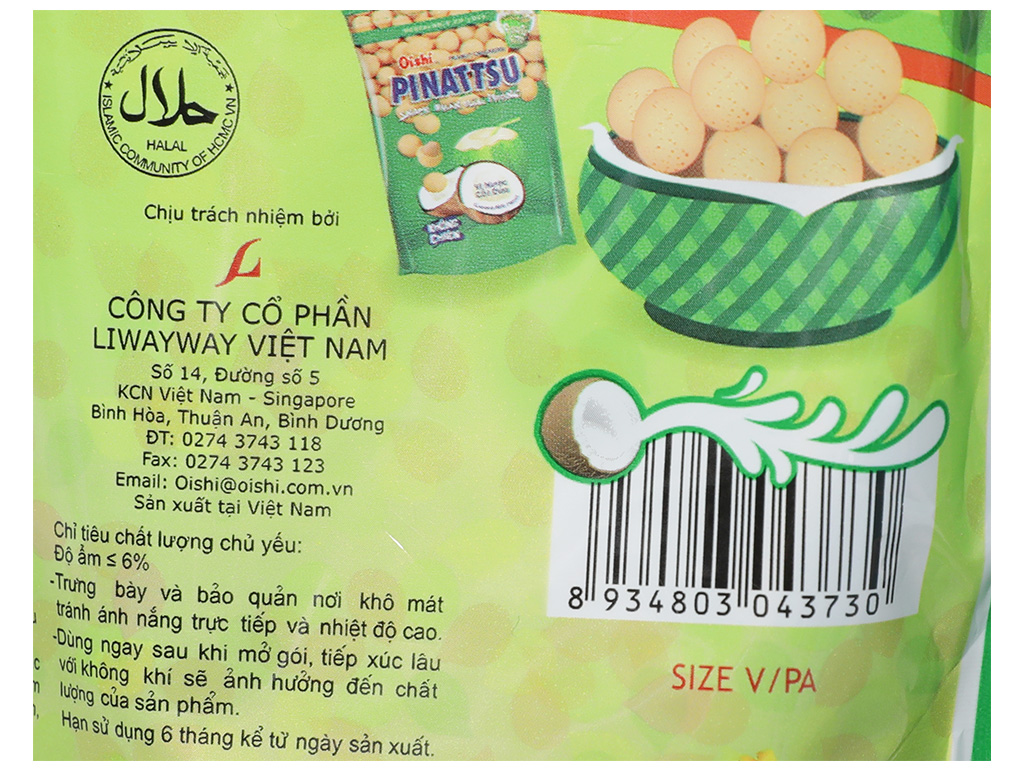 حلال
HALAL
★ ISLAMIC COMMUNITY OF HCMC VN ★
Oishi
PINATTSU
Chịu trách nhiệm bởi
CÔNG TY CỔ PHẦN
LIWAYWAY VIỆT NAM
Số 14, Đường số 5
KCN Việt Nam - Singapore
Bình Hòa, Thuận An, Bình Dương
ĐT: 0274 3743 118
Fax: 0274 3743 123
Email: Oishi@oishi.com.vn
Sản xuất tại Việt Nam
Chỉ tiêu chất lượng chủ yếu:
Độ ẩm ≤ 6%
-Trưng bày và bảo quản nơi khô mát
tránh ánh nắng trực tiếp và nhiệt độ cao.
-Dùng ngay sau khi mở gói, tiếp xúc lâu
với không khí sẽ ảnh hưởng đến chất
lượng của sản phẩm.
Hạn sử dụng 6 tháng kể từ ngày sản xuất.
8 934803 043730
SIZE V/PA